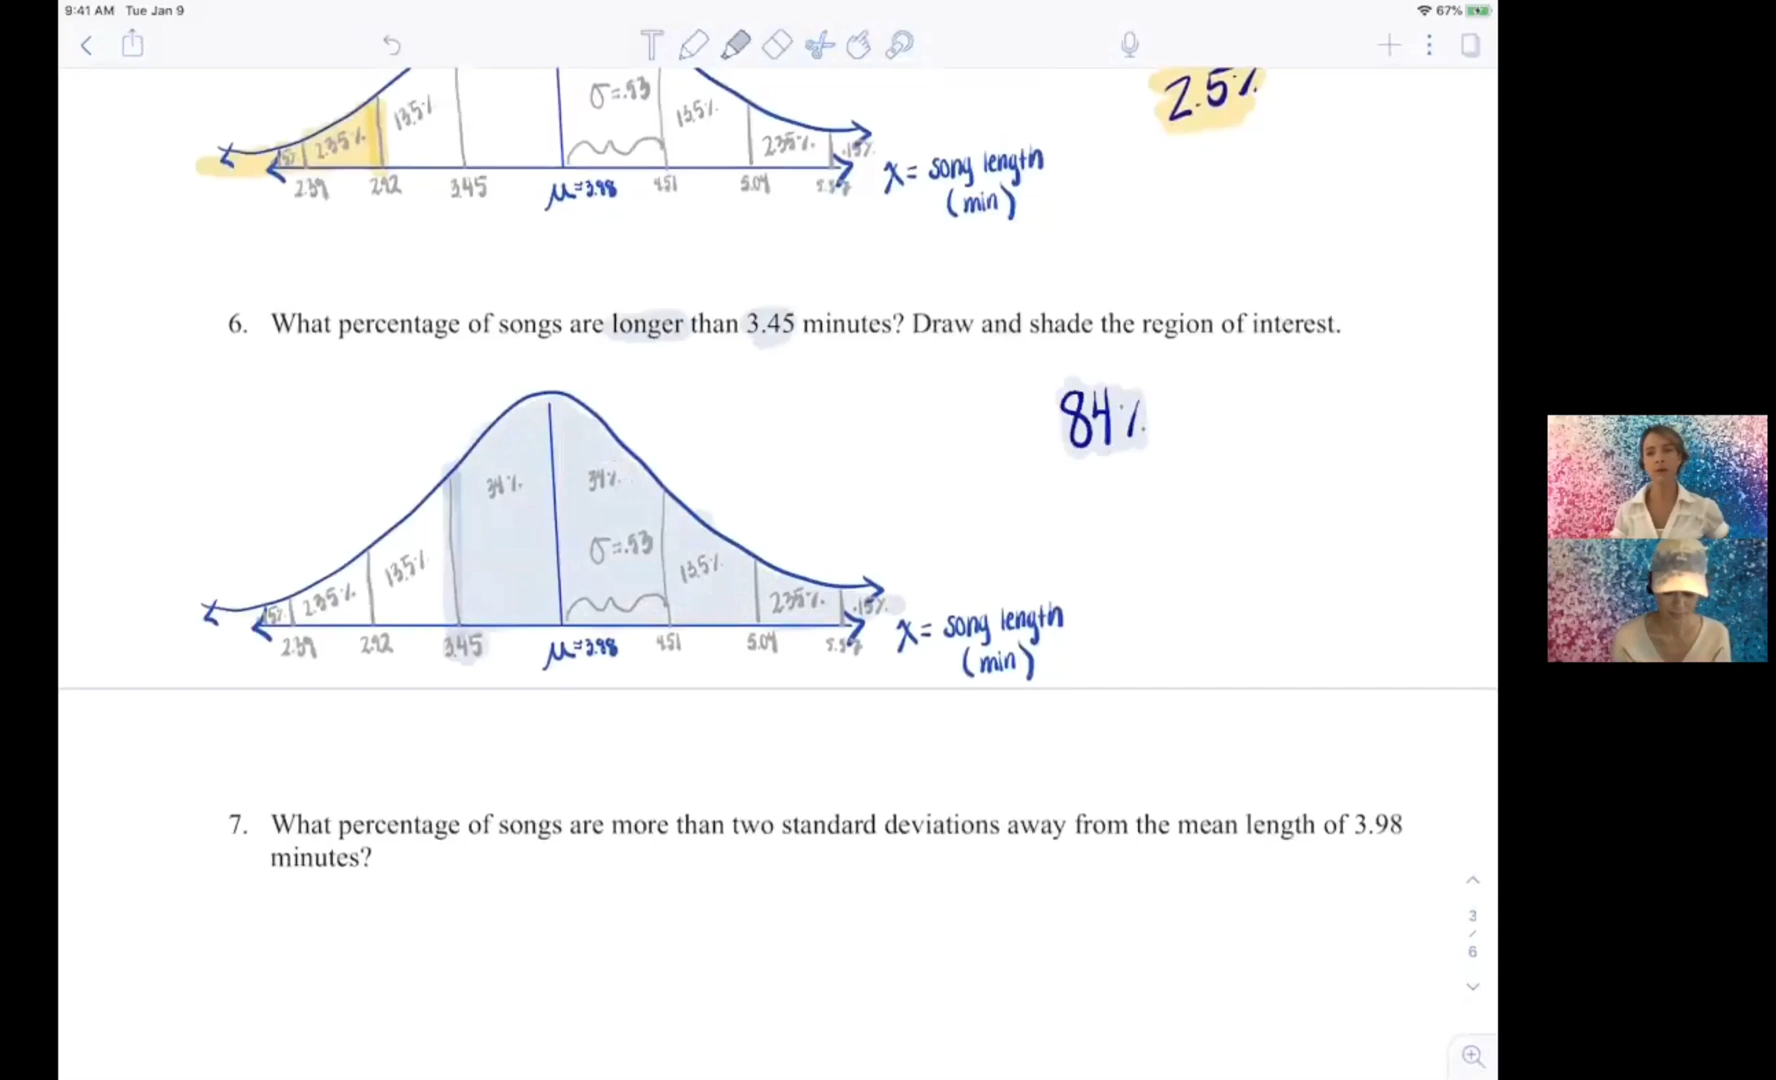 9:41 AM Tue Jan 9
67%
T
2.5%
σ=.53
13.5%
13.5%
2.35%
2.35%
.15%
2.39 2.92 3.45 μ=3.98 4.51 5.04
x = song length
(min)
6. What percentage of songs are longer than 3.45 minutes? Draw and shade the region of interest.
84%
34% 34%
σ=.53
13.5%
13.5%
2.35%
2.35%
.15%
2.39 2.92 3.45 μ=3.98 4.51 5.04
x = song length
(min)
7. What percentage of songs are more than two standard deviations away from the mean length of 3.98
minutes?
3
/
6